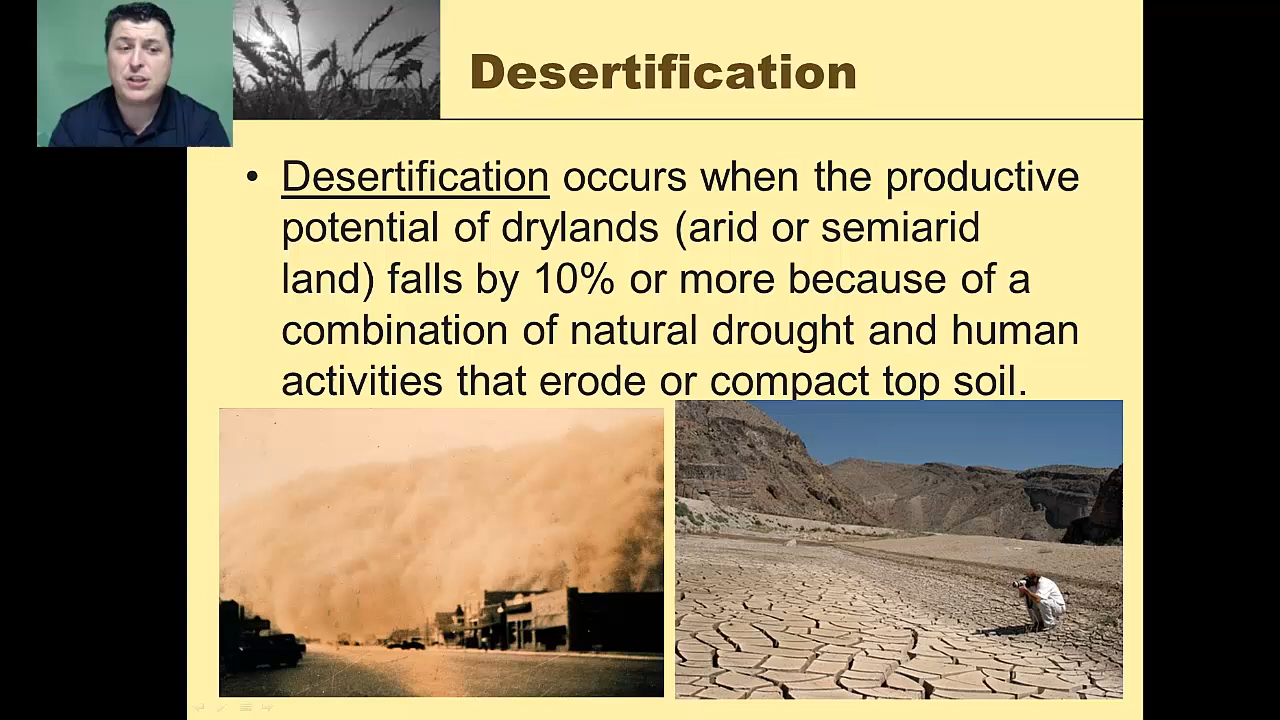 Desertification
• Desertification occurs when the productive
potential of drylands (arid or semiarid
land) falls by 10% or more because of a
combination of natural drought and human
activities that erode or compact top soil.